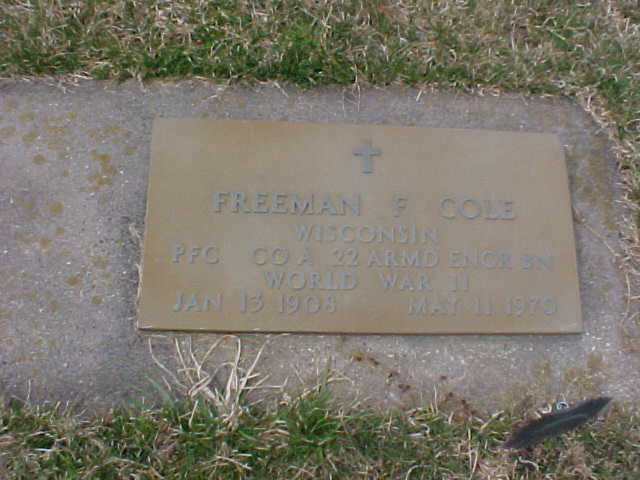 FREEMAN F COLE
WISCONSIN
PFC CO A 22 ARMD ENGR BN
WORLD WAR II
JAN 13 1908 MAY 11 1970